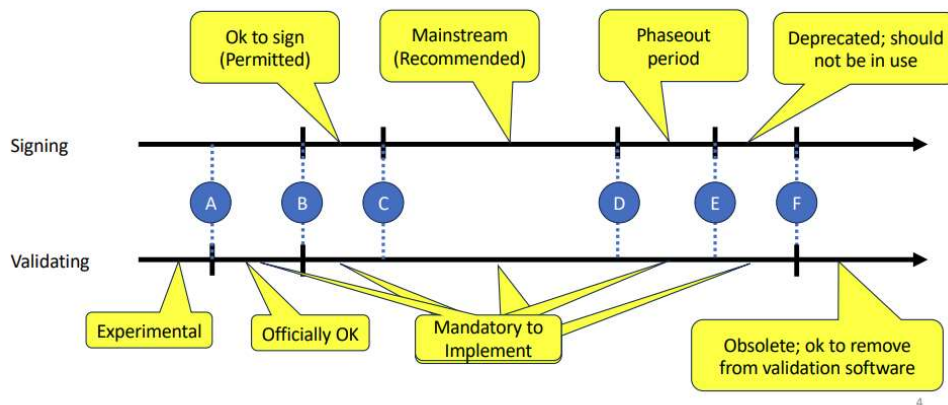 Ok to sign
(Permitted)
Mainstream
(Recommended)
Phaseout
period
Deprecated; should
not be in use
Signing
A
B
C
D
E
F
Validating
Experimental
Officially OK
Mandatory to
Implement
Obsolete; ok to remove
from validation software
4